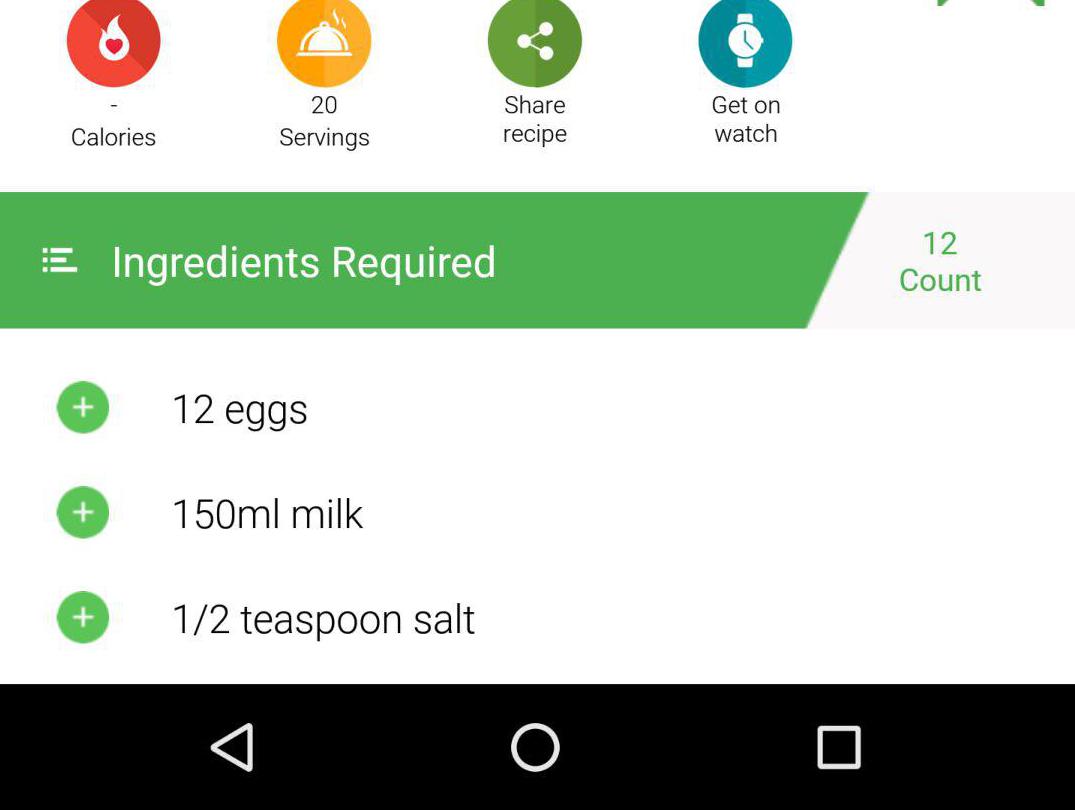 -
Calories
20
Servings
Share
recipe
Get on
watch
Ingredients Required
12
Count
12 eggs
150ml milk
1/2 teaspoon salt